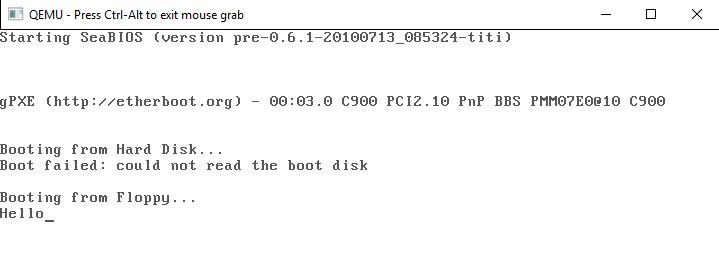 QEMU - Press Ctrl-Alt to exit mouse grab
Starting SeaBIOS (version pre-0.6.1-20100713_085324-titi)
gPXE (http://etherboot.org) - 00:03.0 C900 PCI2.10 PnP BBS PMM07E0@10 C900
Booting from Hard Disk...
Boot failed: could not read the boot disk
Booting from Floppy...
Hello_